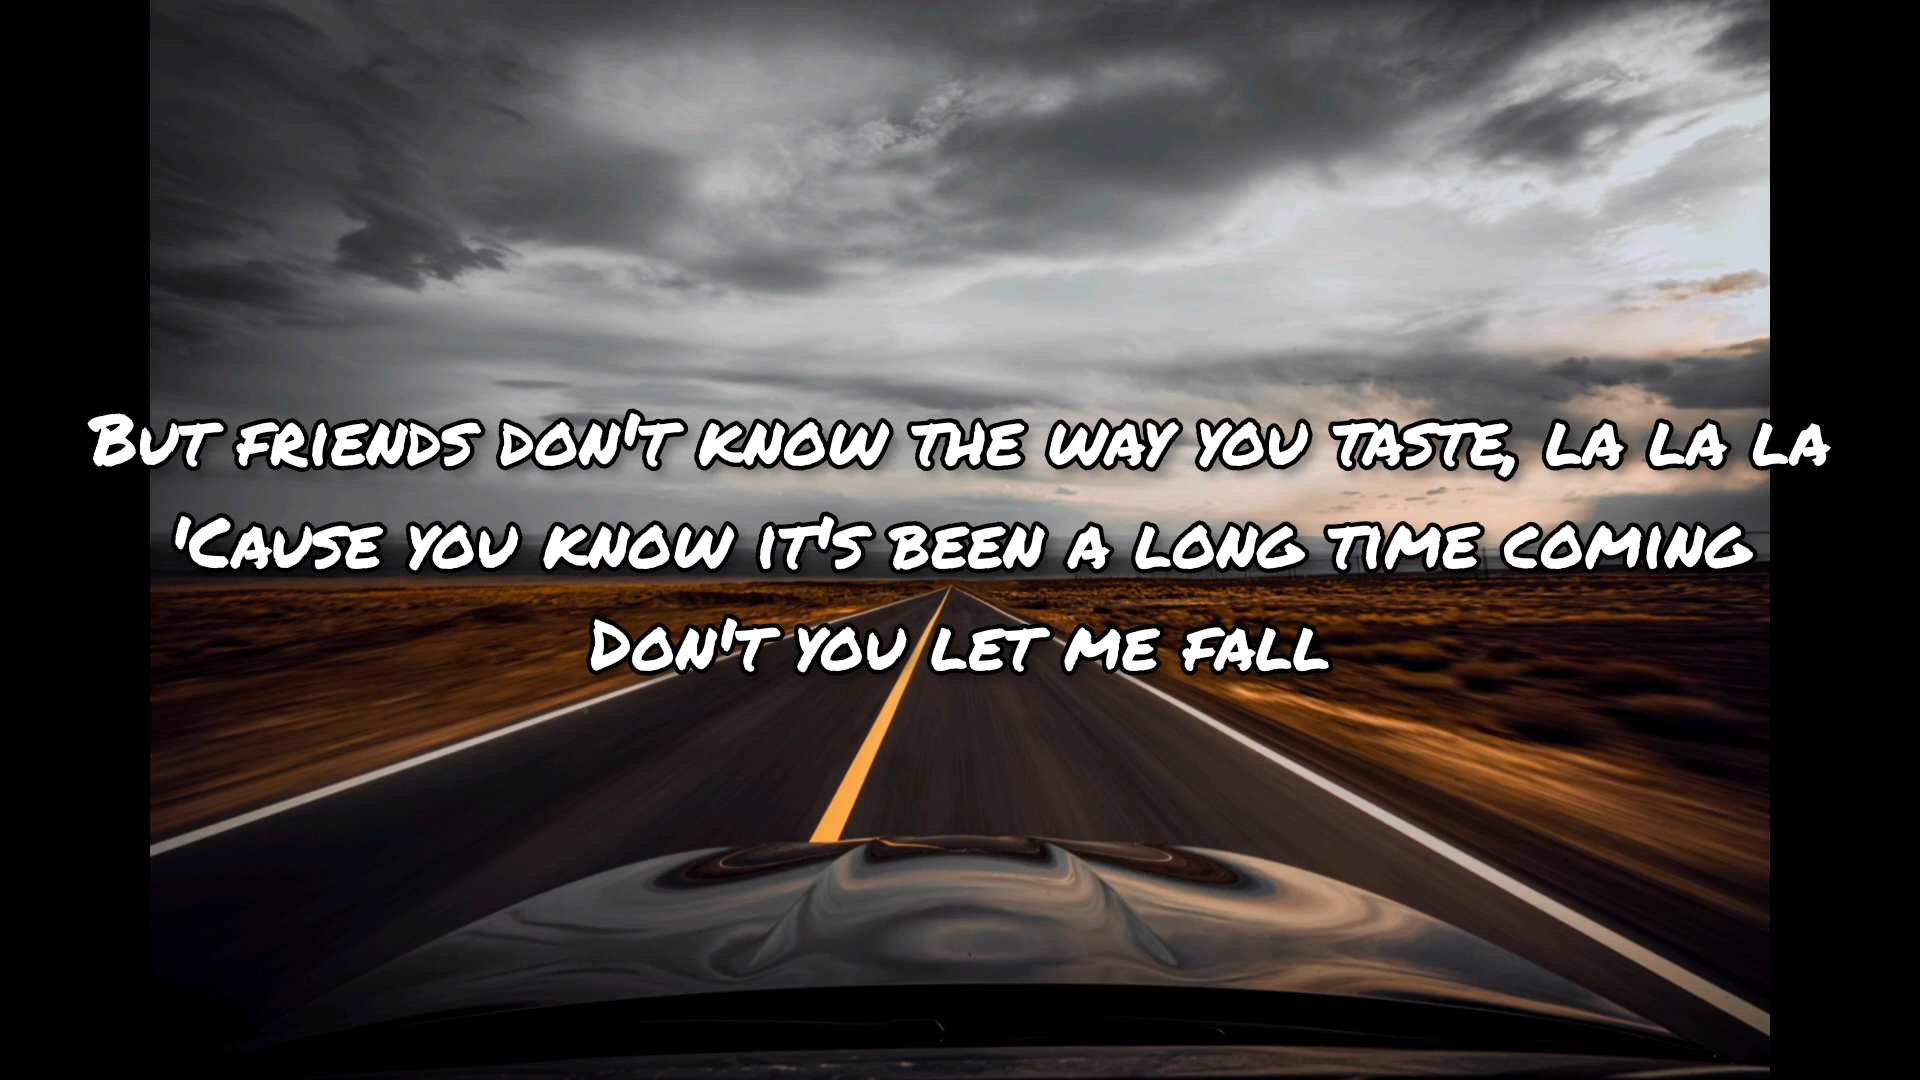 But friends don't know the way you taste, la la la
'Cause you know it's been a long time coming
Don't you let me fall